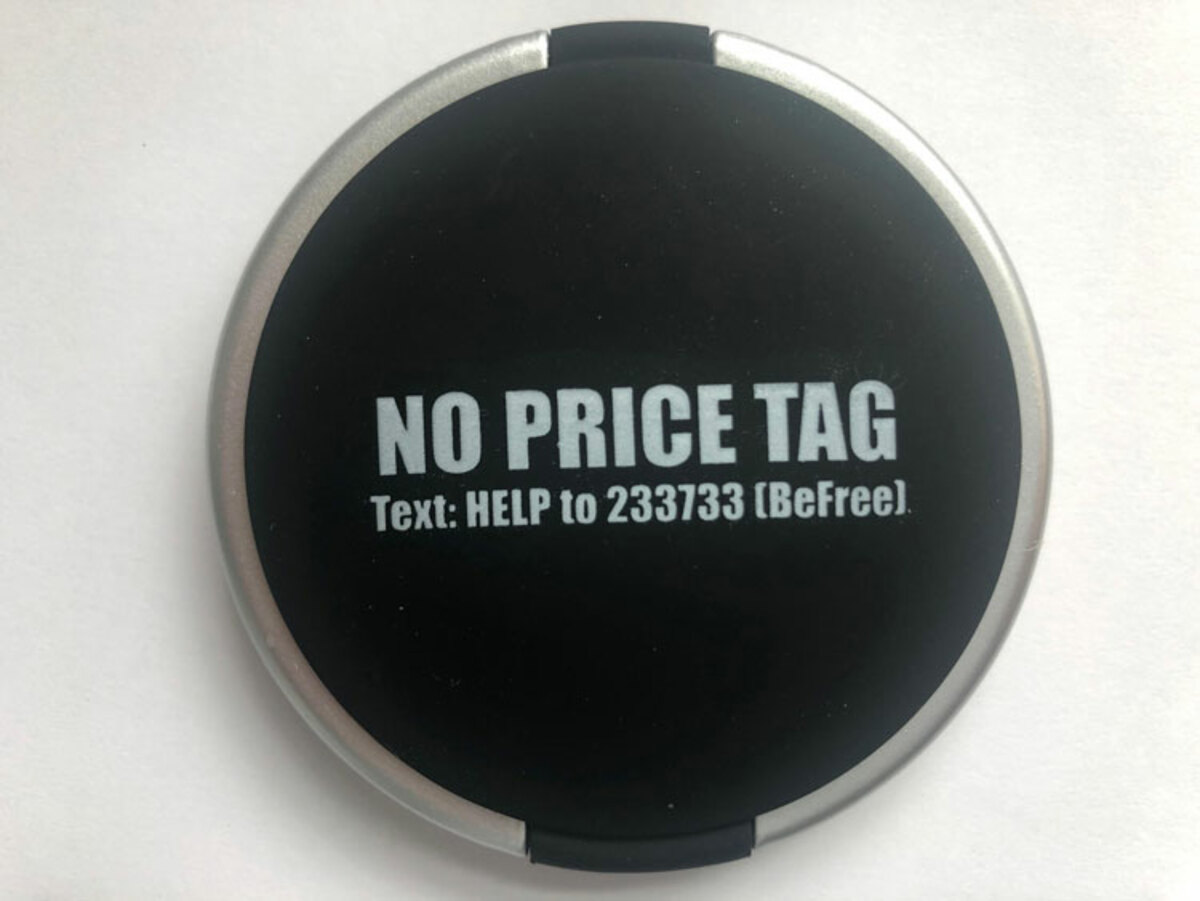 NO PRICE TAG
Text: HELP to 233733 (BeFree)